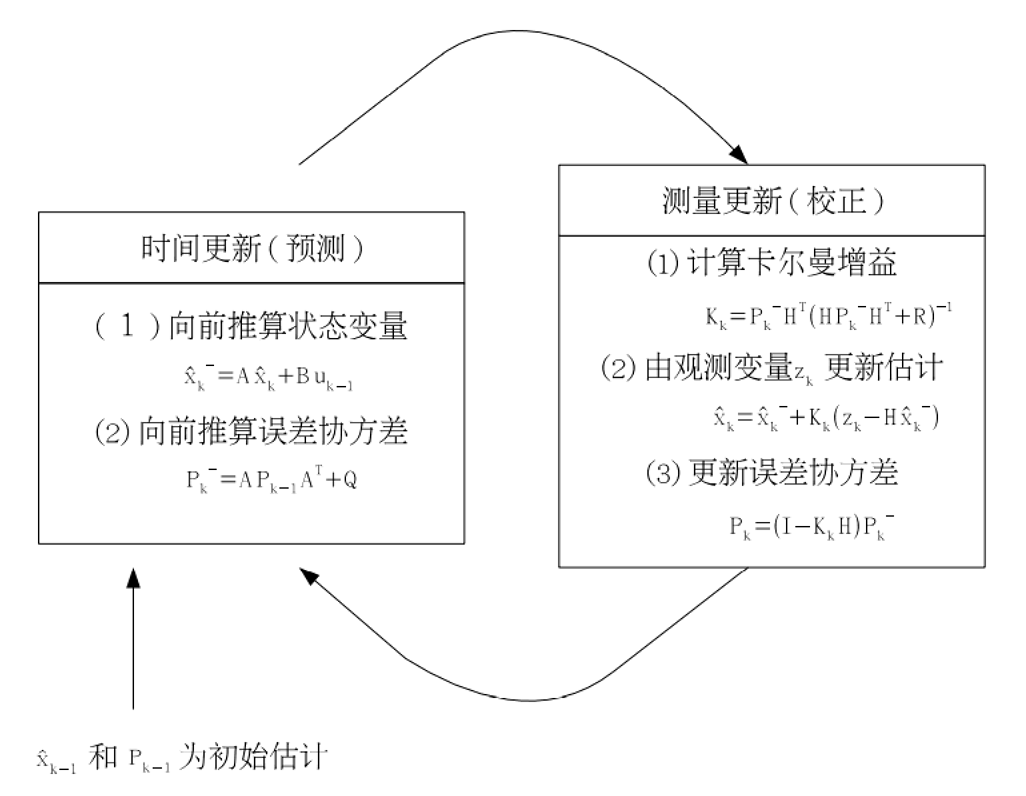 时间更新(预测)
(1)向前推算状态变量
x̂ₖ⁻=Ax̂ₖ+Buₖ₋₁
(2)向前推算误差协方差
Pₖ⁻=APₖ₋₁Aᵀ+Q
测量更新(校正)
(1)计算卡尔曼增益
Kₖ=Pₖ⁻Hᵀ(HPₖ⁻Hᵀ+R)⁻¹
(2)由观测变量zₖ 更新估计
x̂ₖ=x̂ₖ⁻+Kₖ(zₖ−Hx̂ₖ⁻)
(3)更新误差协方差
Pₖ=(I−KₖH)Pₖ⁻
x̂ₖ₋₁ 和 Pₖ₋₁ 为初始估计